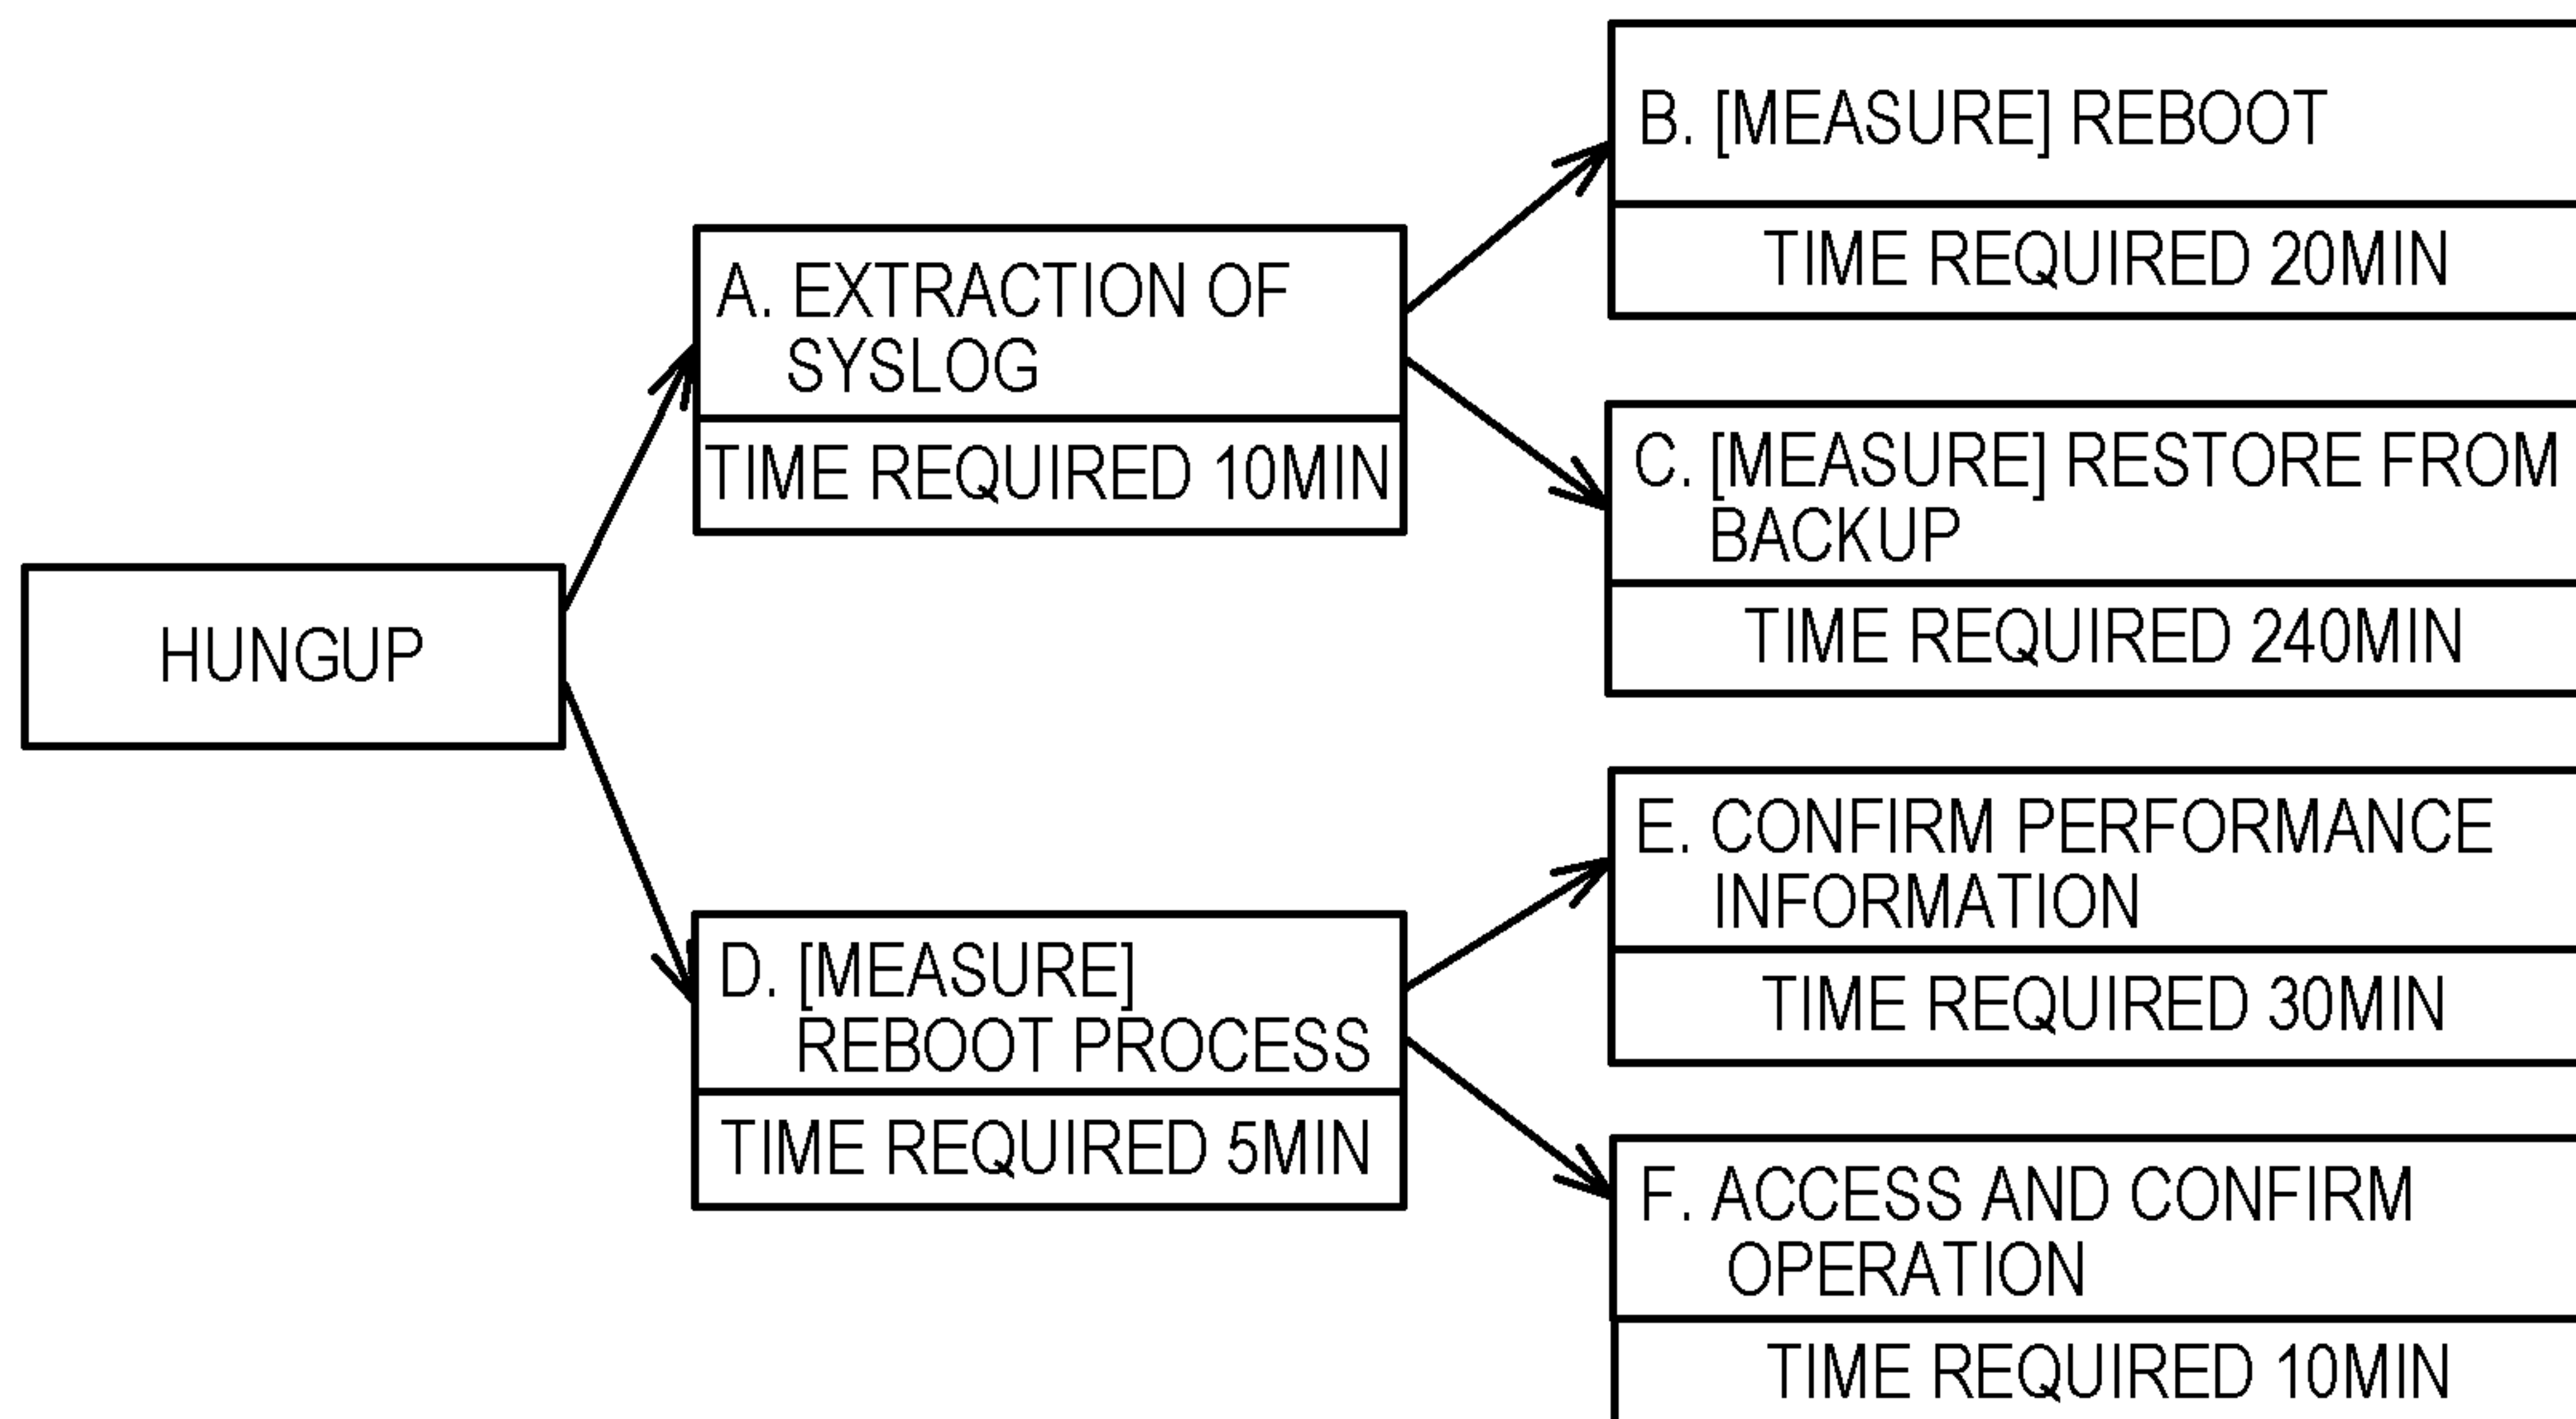 HUNGUP
A. EXTRACTION OF
SYSLOG
TIME REQUIRED 10MIN
B. [MEASURE] REBOOT
TIME REQUIRED 20MIN
C. [MEASURE] RESTORE FROM
BACKUP
TIME REQUIRED 240MIN
D. [MEASURE]
REBOOT PROCESS
TIME REQUIRED 5MIN
E. CONFIRM PERFORMANCE
INFORMATION
TIME REQUIRED 30MIN
F. ACCESS AND CONFIRM
OPERATION
TIME REQUIRED 10MIN